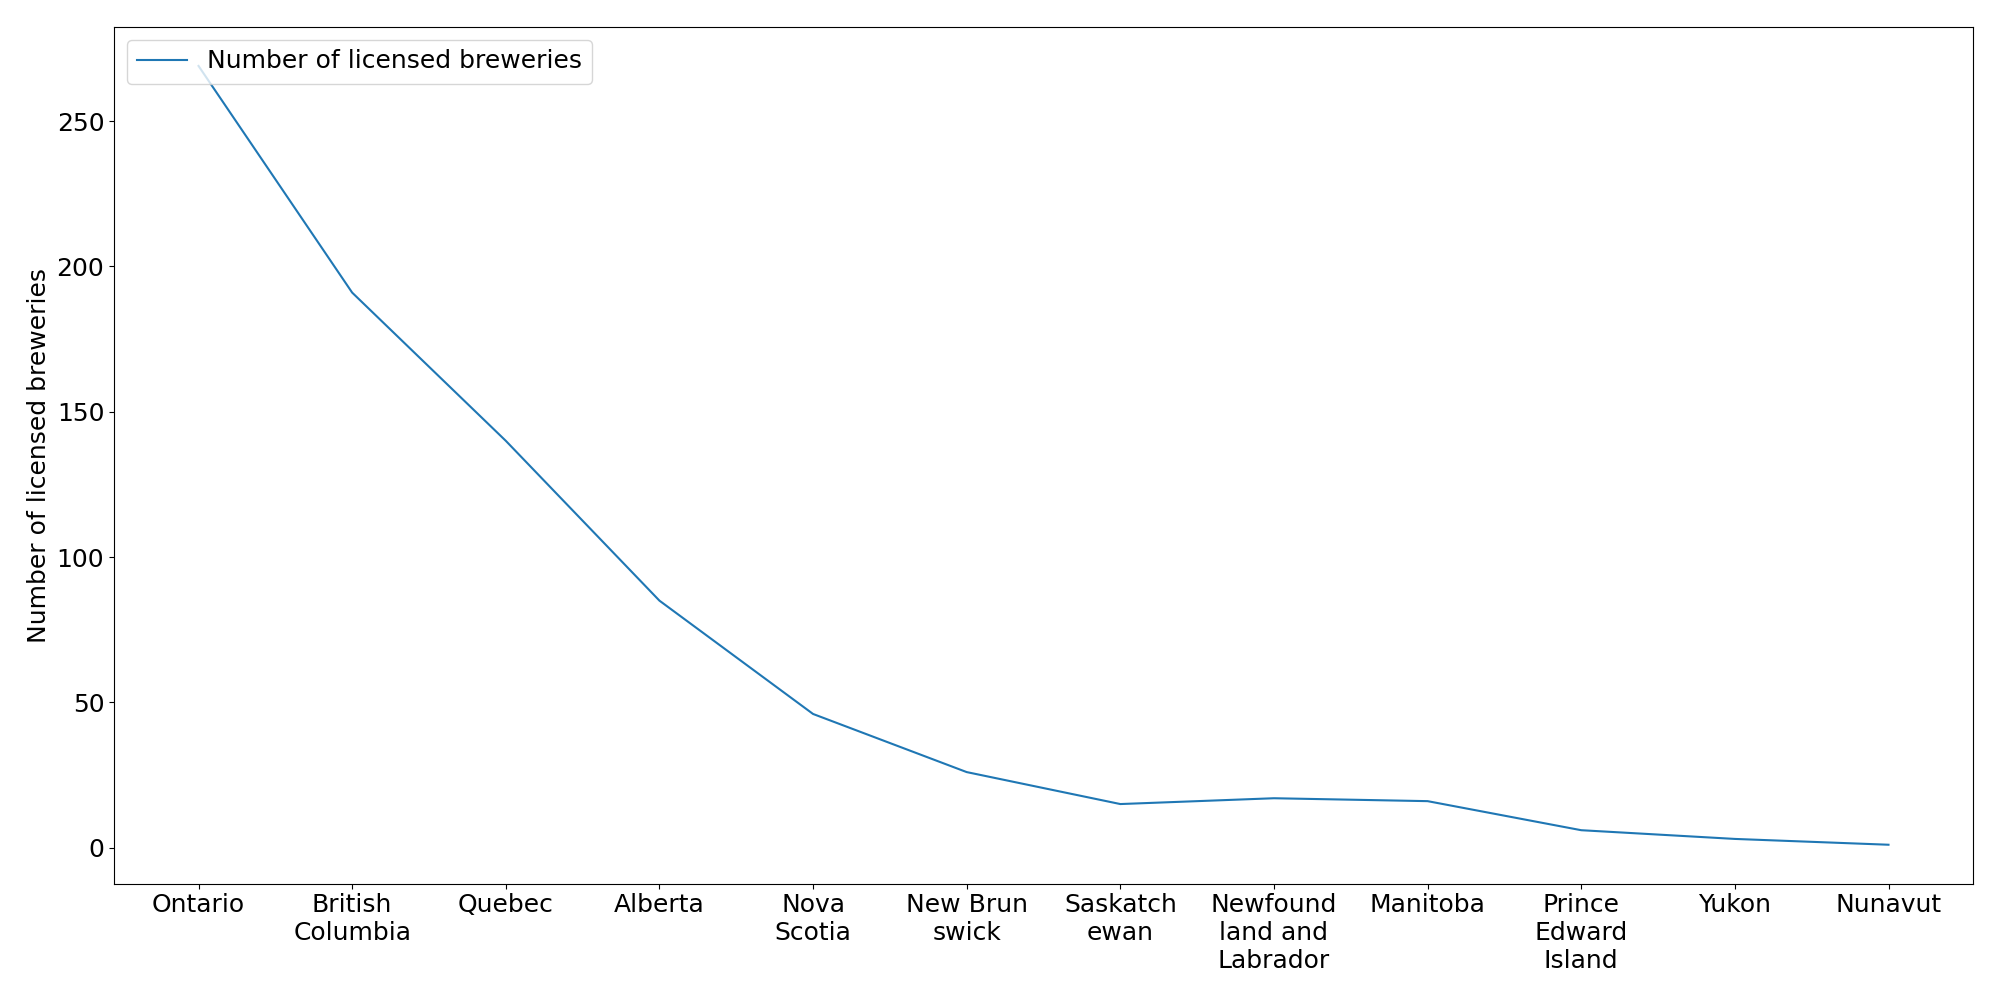 Number of licensed breweries
Number of licensed breweries
250
200
150
100
50
0
Ontario
British
Columbia
Quebec
Alberta
Nova
Scotia
New Brun
swick
Saskatch
ewan
Newfound
land and
Labrador
Manitoba
Prince
Edward
Island
Yukon
Nunavut